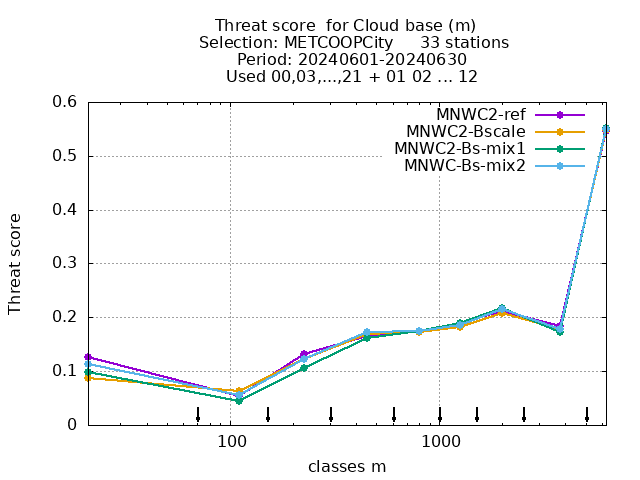 Threat score  for Cloud base (m)
Selection: METCOOPCity     33 stations
Period: 20240601-20240630
Used 00,03,...,21 + 01 02 ... 12
MNWC2-ref
MNWC2-Bscale
MNWC2-Bs-mix1
MNWC-Bs-mix2
Threat score
0.6
0.5
0.4
0.3
0.2
0.1
0
100
1000
classes m